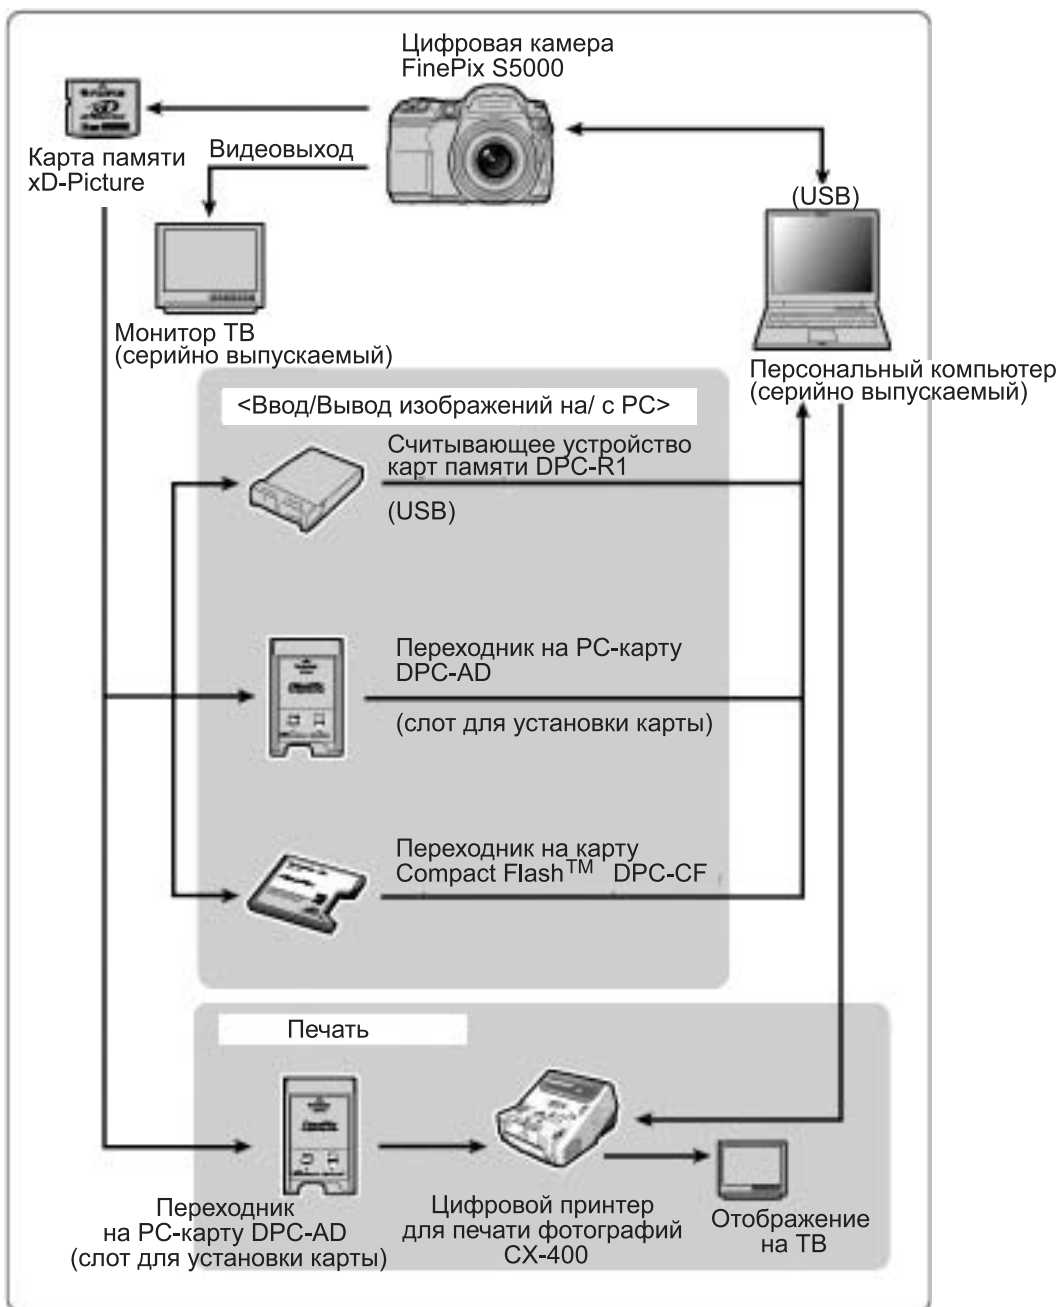 Цифровая камера
FinePix S5000
Карта памяти
xD-Picture
Видеовыход
(USB)
Монитор ТВ
(серийно выпускаемый)
Персональный компьютер
(серийно выпускаемый)
<Ввод/Вывод изображений на/ с PC>
Считывающее устройство
карт памяти DPC-R1
(USB)
Переходник на PC-карту
DPC-AD
(слот для установки карты)
Переходник на карту
Compact Flash™ DPC-CF
Печать
Переходник
на PC-карту DPC-AD
(слот для установки карты)
Цифровой принтер
для печати фотографий
CX-400
Отображение
на ТВ